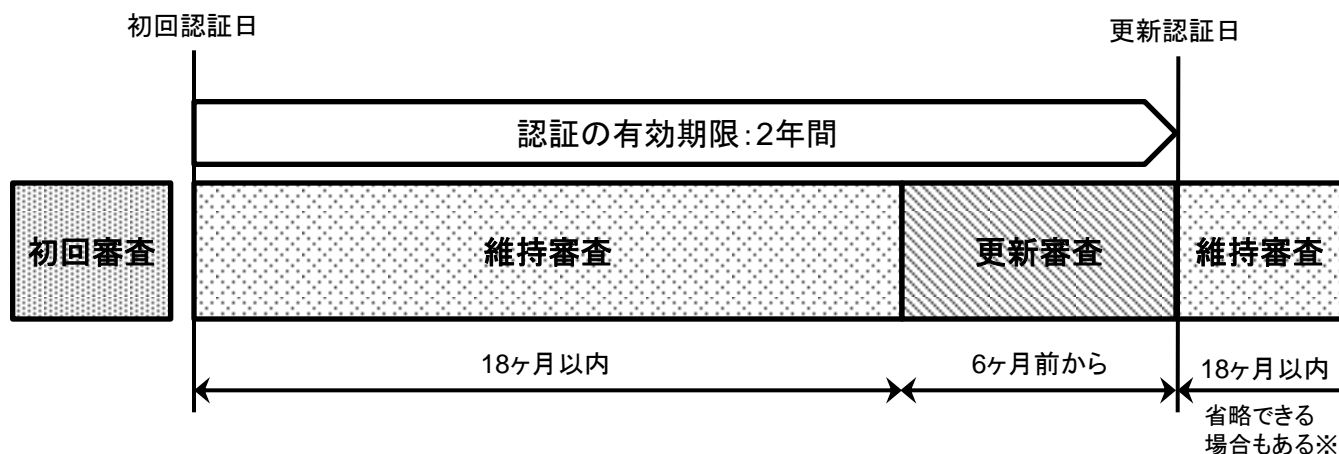 初回認証日
更新認証日
認証の有効期限:2年間
初回審査
維持審査
更新審査
維持審査
18ヶ月以内
6ヶ月前から
18ヶ月以内
省略できる
場合もある※